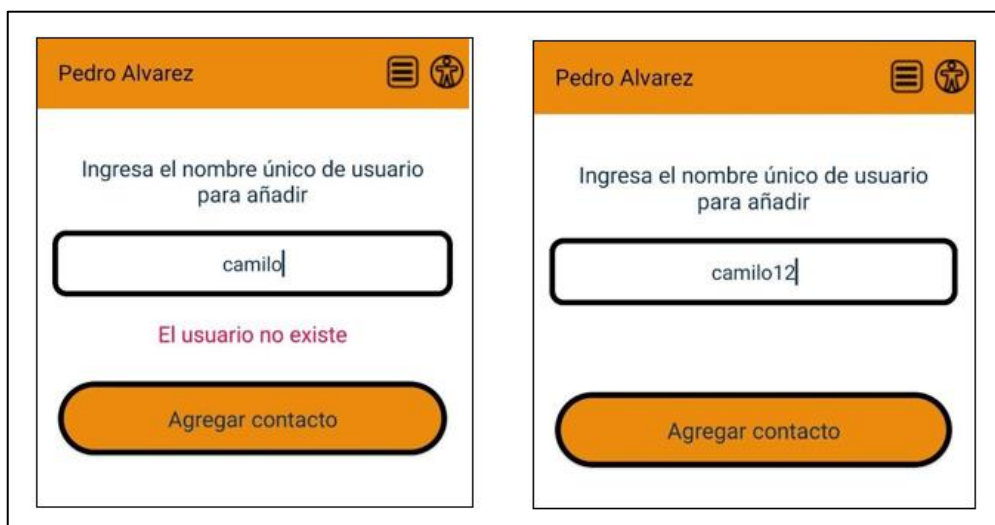 Pedro Alvarez
Ingresa el nombre único de usuario
para añadir
camilo
El usuario no existe
Agregar contacto
Pedro Alvarez
Ingresa el nombre único de usuario
para añadir
camilo12
Agregar contacto